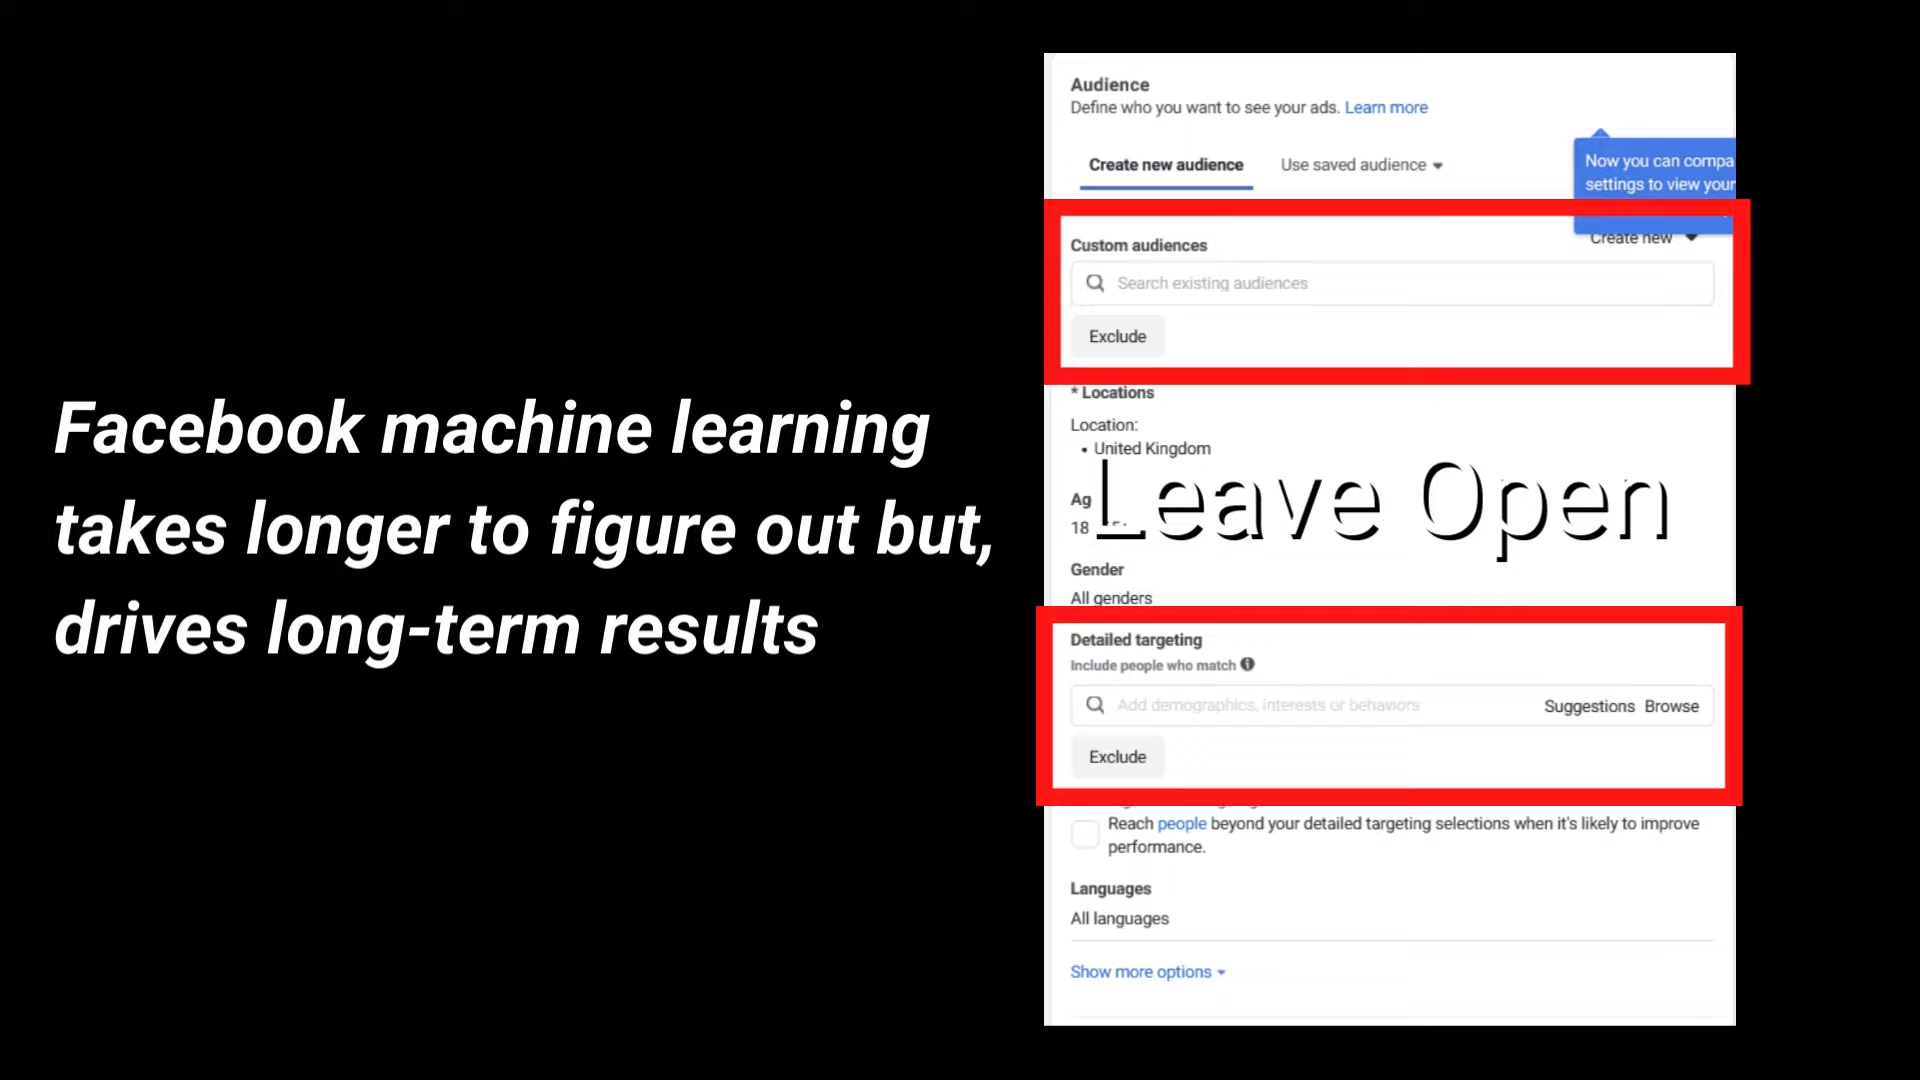 Facebook machine learning
takes longer to figure out but,
drives long-term results
Audience
Define who you want to see your ads. Learn more
Create new audience Use saved audience
Now you can compa
settings to view your
Custom audiences Create new
Search existing audiences
Exclude
* Locations
Location:
• United Kingdom
Leave Open
Ag
18
Gender
All genders
Detailed targeting
Include people who match
Add demographics, interests or behaviors Suggestions Browse
Exclude
Reach people beyond your detailed targeting selections when it's likely to improve
performance.
Languages
All languages
Show more options